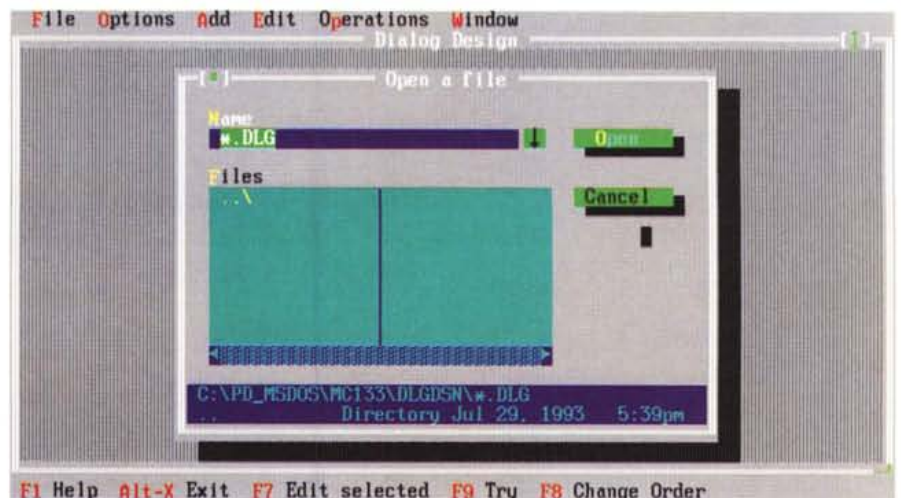 File Options Add Edit Operations Window
Dialog Design
[↑]
[■] Open a file
Name
*.DLG ↓ Open
Files
..\
Cancel
C:\PD_MSDOS\MC133\DLGDSN\*.DLG
.. Directory Jul 29, 1993 5:39pm
F1 Help Alt-X Exit F7 Edit selected F9 Try F8 Change Order